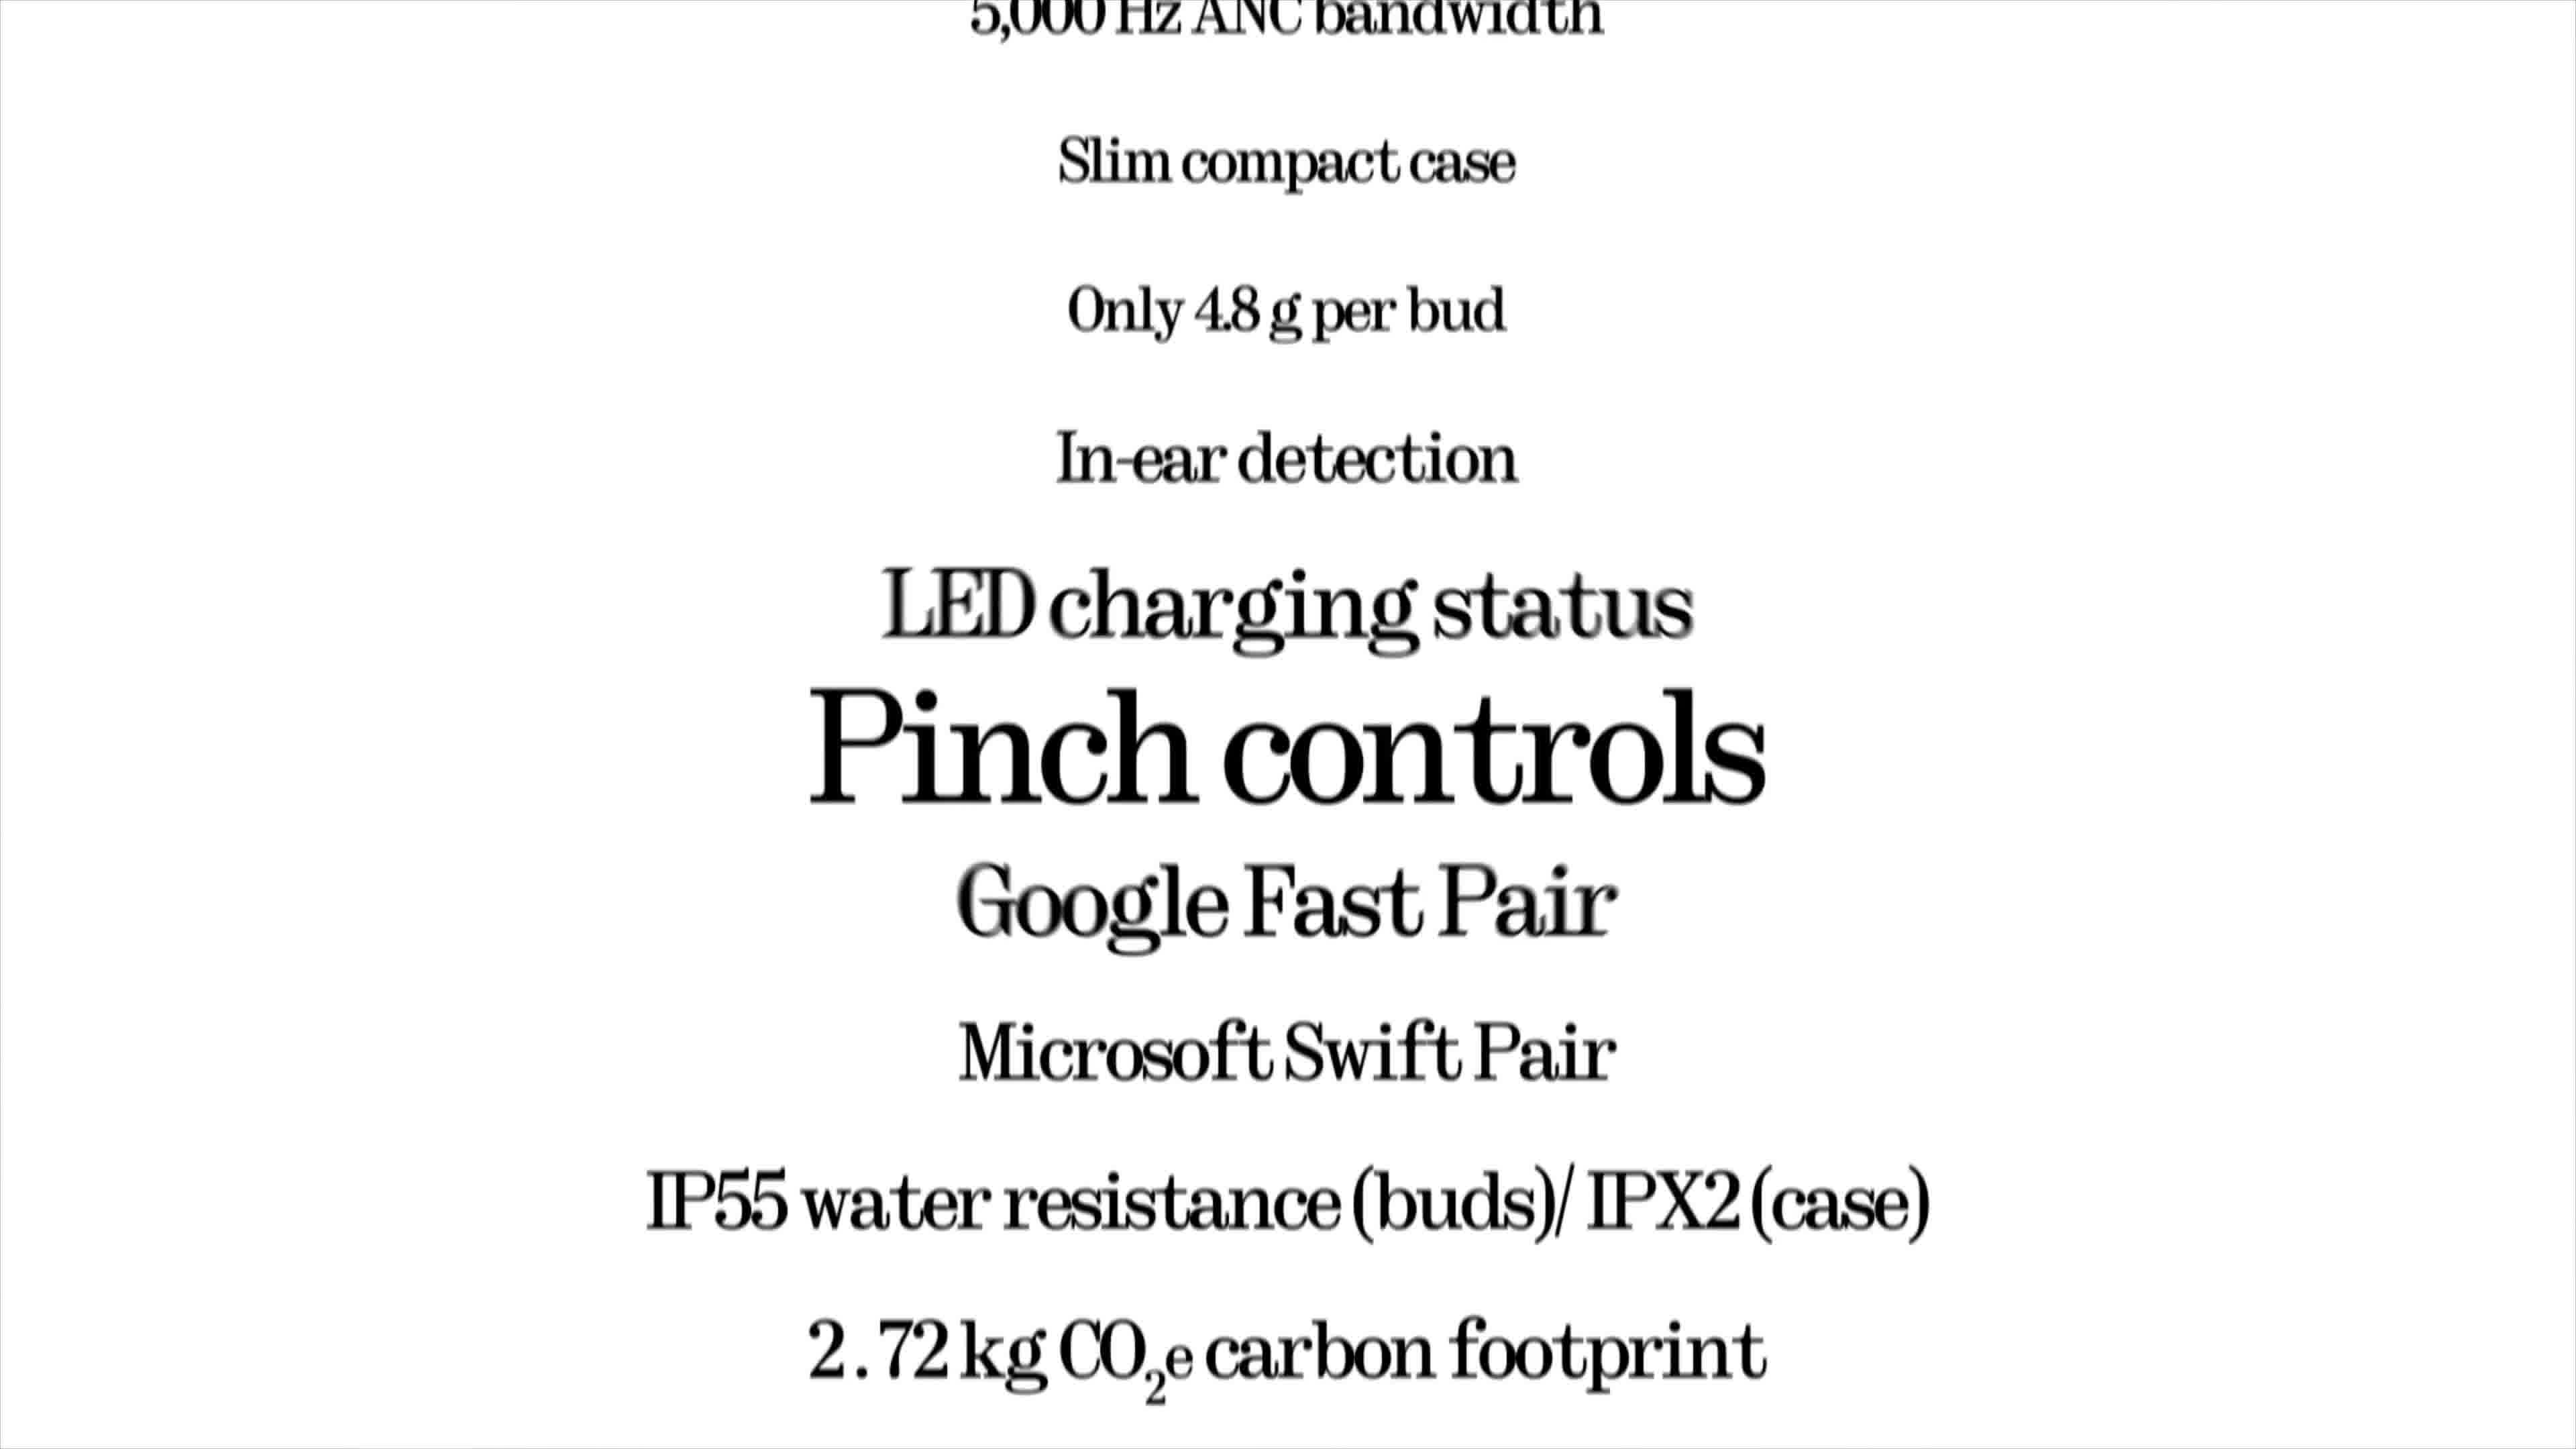 5,000 Hz ANC bandwidth
Slim compact case
Only 4.8 g per bud
In-ear detection
LED charging status
Pinch controls
Google Fast Pair
Microsoft Swift Pair
IP55 water resistance (buds)/ IPX2 (case)
2.72 kg CO₂e carbon footprint